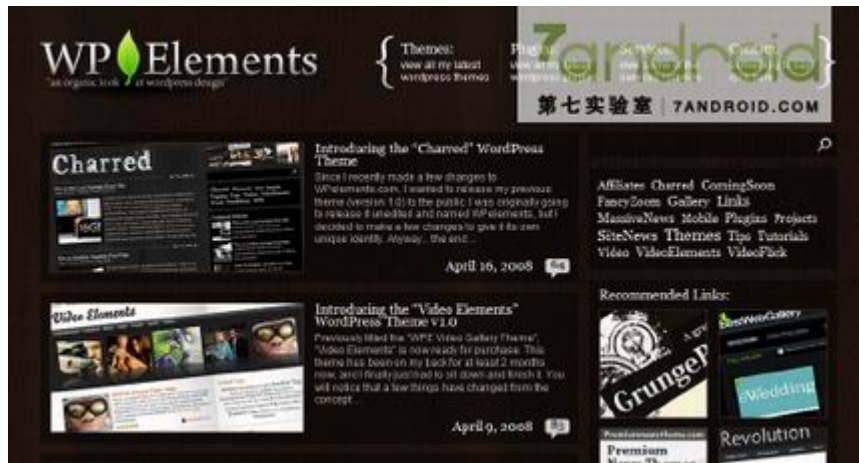 WP Elements
"an organic look at wordpress design"
Themes:
view all my latest
wordpress themes
7android
第七实验室 | 7ANDROID.COM
Charred
Introducing the "Charred" WordPress
Theme
Since I recently made a few changes to
WPelements.com, I wanted to release my previous
theme (version 1.0) to the public. I was originally going
to release it unedited and named WPelements, but I
decided to make a few changes to give it its own
unique identity. Anyway.. the end...
April 16, 2008
Affiliates Charred ComingSoon
FancyZoom Gallery Links
MassiveNews Mobile Plugins Projects
SiteNews Themes Tips Tutorials
Video VideoElements VideoFlick
Video Elements
Introducing the "Video Elements"
WordPress Theme v1.0
Previously titled the "WPE Video Gallery Theme",
"Video Elements" is now ready for purchase. This
theme has been on my back for at least 2 months
now, and I finally just had to sit down and finish it. You
will notice that a few things have changed from the
concept...
April 9, 2008
Recommended Links:
BestWebGallery
eWedding
Premium
News Themes
Revolution